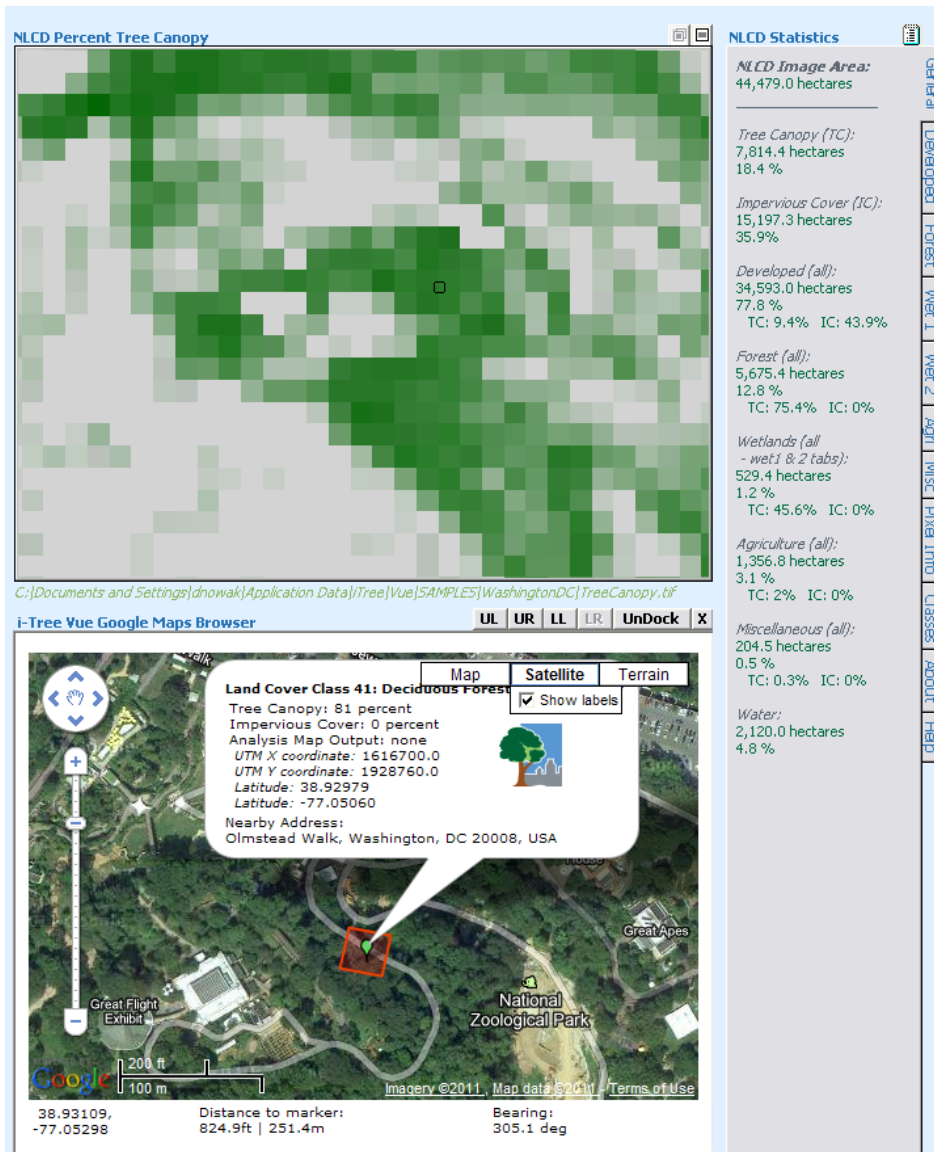 NLCD Percent Tree Canopy
C:\Documents and Settings\dnowak\Application Data\iTree\Vue\SAMPLES\WashingtonDC\TreeCanopy.tif
i-Tree Vue Google Maps Browser
UL UR LL LR UnDock X
Map Satellite Terrain
Show labels
Land Cover Class 41: Deciduous Forest
Tree Canopy: 81 percent
Impervious Cover: 0 percent
Analysis Map Output: none
UTM X coordinate: 1616700.0
UTM Y coordinate: 1928760.0
Latitude: 38.92979
Latitude: -77.05060
Nearby Address:
Olmstead Walk, Washington, DC 20008, USA
House
Great Apes
National
Zoological Park
Great Flight
Exhibit
200 ft
100 m
Google
Imagery ©2011 , Map data ©2011 - Terms of Use
38.93109,
-77.05298
Distance to marker:
824.9ft | 251.4m
Bearing:
305.1 deg
NLCD Statistics
NLCD Image Area:
44,479.0 hectares
Tree Canopy (TC):
7,814.4 hectares
18.4 %
Impervious Cover (IC):
15,197.3 hectares
35.9%
Developed (all):
34,593.0 hectares
77.8 %
TC: 9.4% IC: 43.9%
Forest (all):
5,675.4 hectares
12.8 %
TC: 75.4% IC: 0%
Wetlands (all
- wet1 & 2 tabs):
529.4 hectares
1.2 %
TC: 45.6% IC: 0%
Agriculture (all):
1,356.8 hectares
3.1 %
TC: 2% IC: 0%
Miscellaneous (all):
204.5 hectares
0.5 %
TC: 0.3% IC: 0%
Water:
2,120.0 hectares
4.8 %
General
Developed
Forest
Wet 1
Wet 2
Agri
Misc
Pixel Info
Classes
About
Help